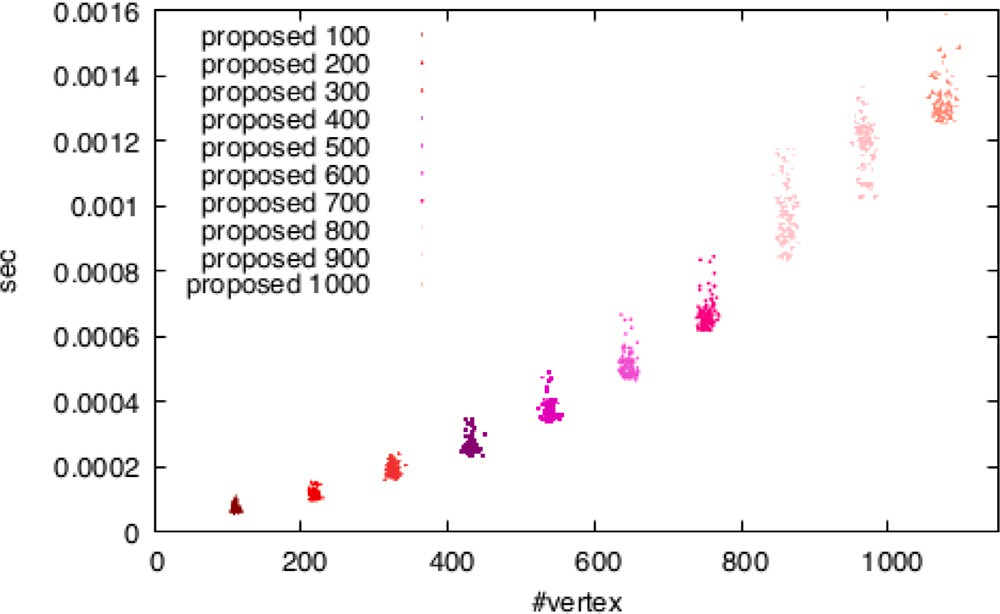 0.0016
0.0014
0.0012
0.001
0.0008
0.0006
0.0004
0.0002
0
sec
proposed 100
proposed 200
proposed 300
proposed 400
proposed 500
proposed 600
proposed 700
proposed 800
proposed 900
proposed 1000
0 200 400 600 800 1000
#vertex